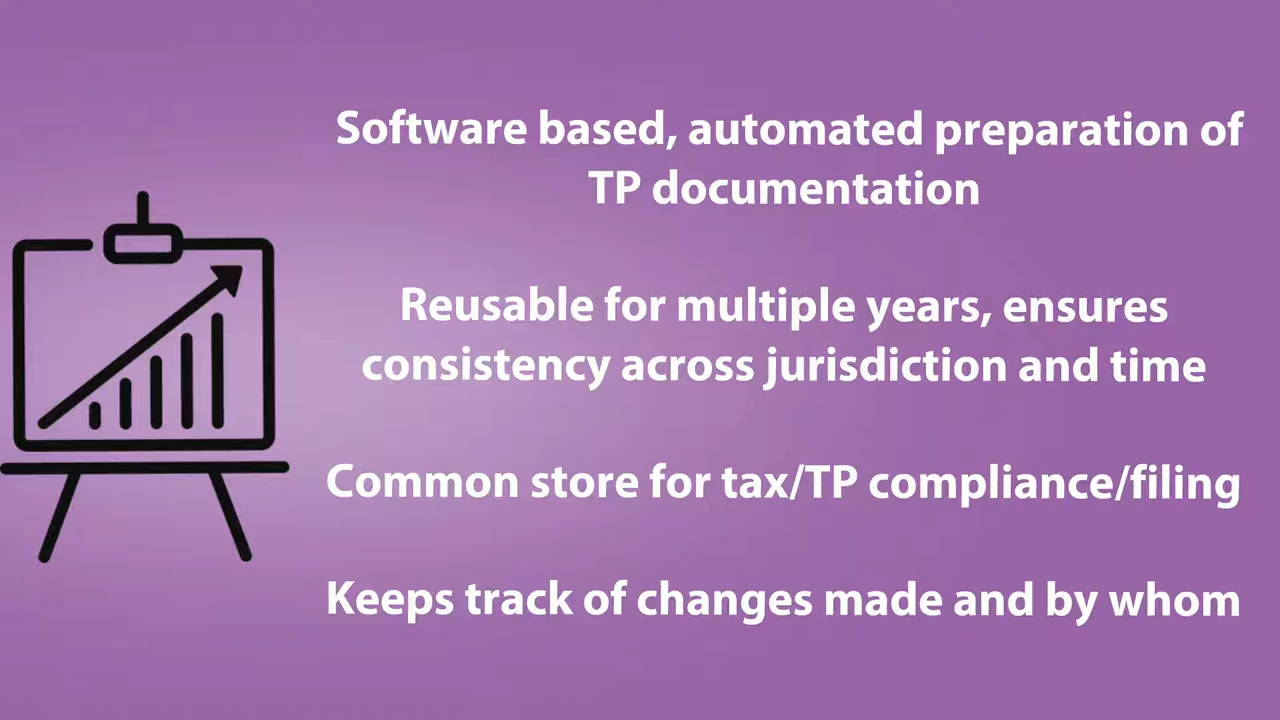 Software based, automated preparation of
TP documentation
Reusable for multiple years, ensures
consistency across jurisdiction and time
Common store for tax/TP compliance/filing
Keeps track of changes made and by whom